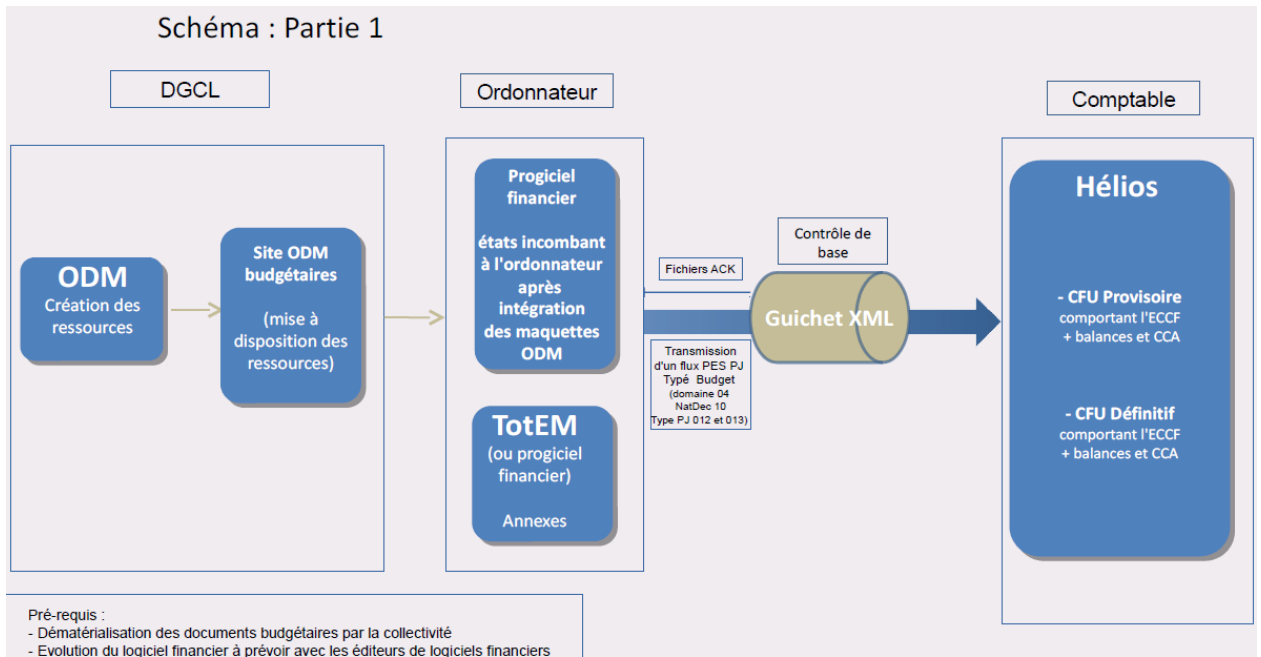 Schéma : Partie 1
DGCL
Ordonnateur
Comptable
ODM
Création des
ressources
Site ODM
budgétaires
(mise à
disposition des
ressources)
Progiciel
financier
états incombant
à l'ordonnateur
après
intégration
des maquettes
ODM
TotEM
(ou progiciel
financier)
Annexes
Fichiers ACK
Transmission
d'un flux PES PJ
Typé Budget
(domaine 04
NatDec 10
Type PJ 012 et 013)
Contrôle de
base
Guichet XML
Hélios
- CFU Provisoire
comportant l'ECCF
+ balances et CCA
- CFU Définitif
comportant l'ECCF
+ balances et CCA
Pré-requis :
- Dématérialisation des documents budgétaires par la collectivité
- Evolution du logiciel financier à prévoir avec les éditeurs de logiciels financiers